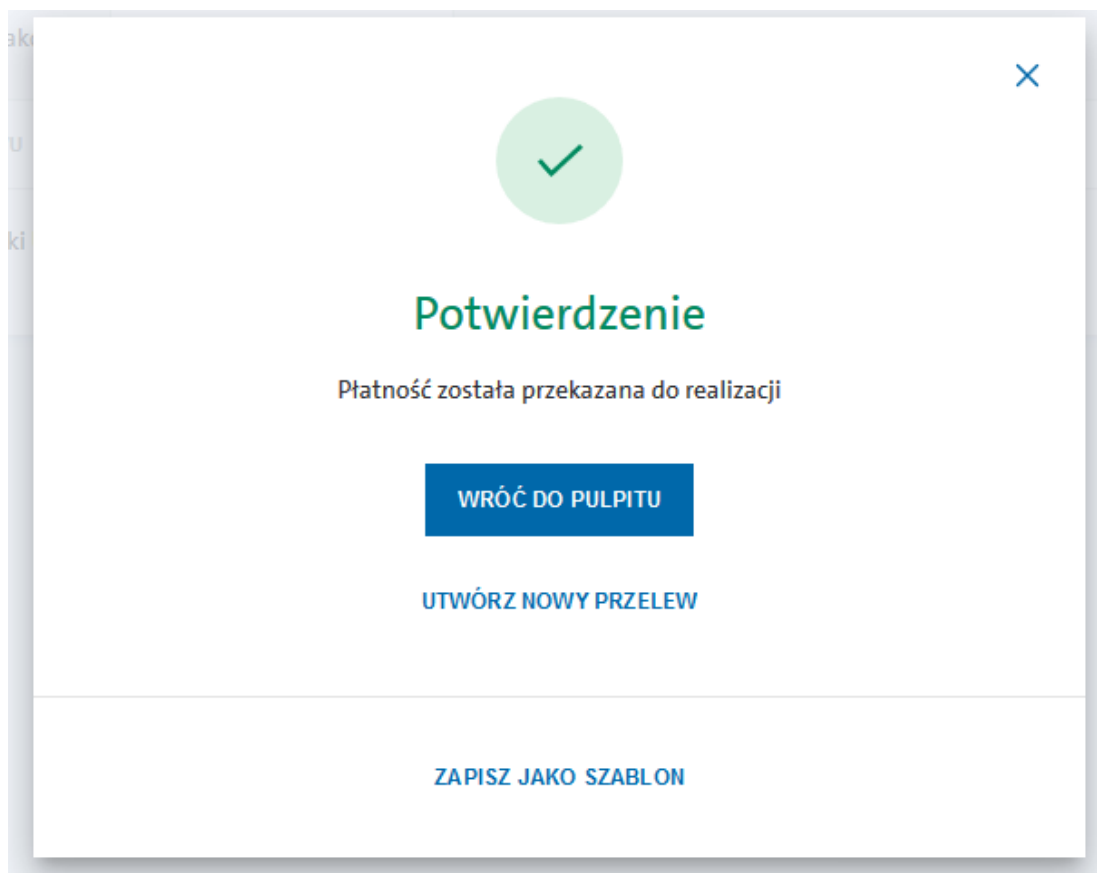 Potwierdzenie
Płatność została przekazana do realizacji
WRÓĆ DO PULPITU
UTWÓRZ NOWY PRZELEW
ZAPISZ JAKO SZABLON